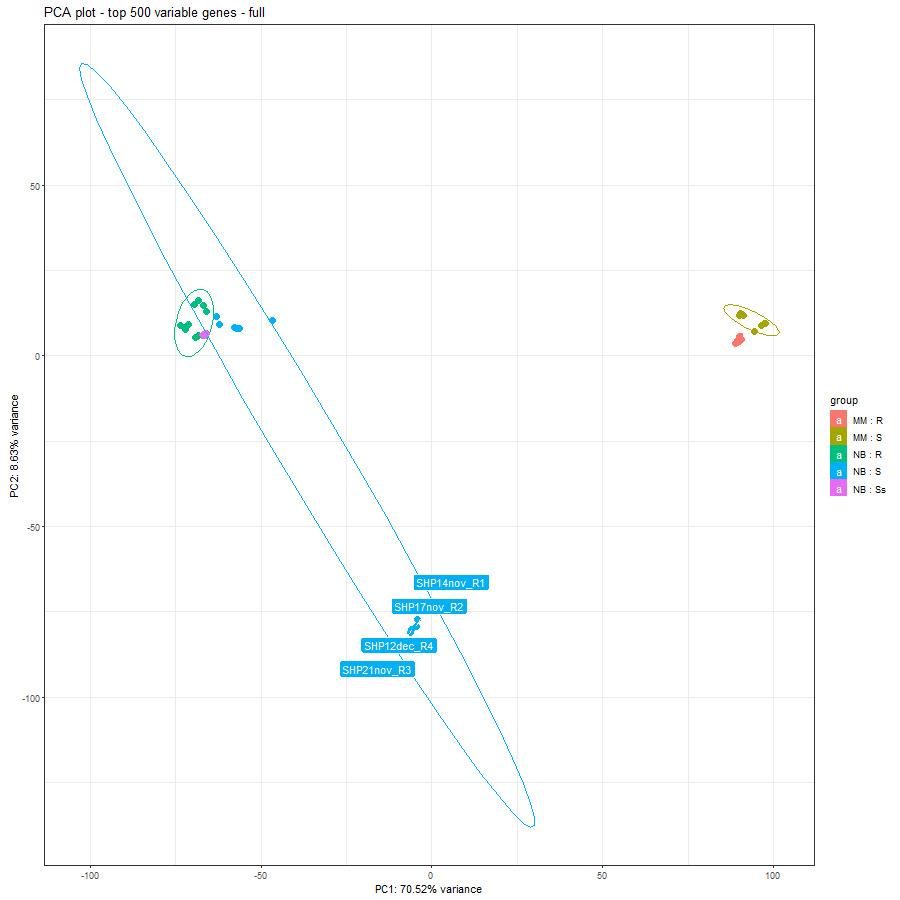 PCA plot - top 500 variable genes - full
50
0
-50
-100
PC2: 8.63% variance
SHP14nov_R1
SHP17nov_R2
SHP12dec_R4
SHP21nov_R3
-100
-50
0
50
100
PC1: 70.52% variance
group
a MM : R
a MM : S
a NB : R
a NB : S
a NB : Ss